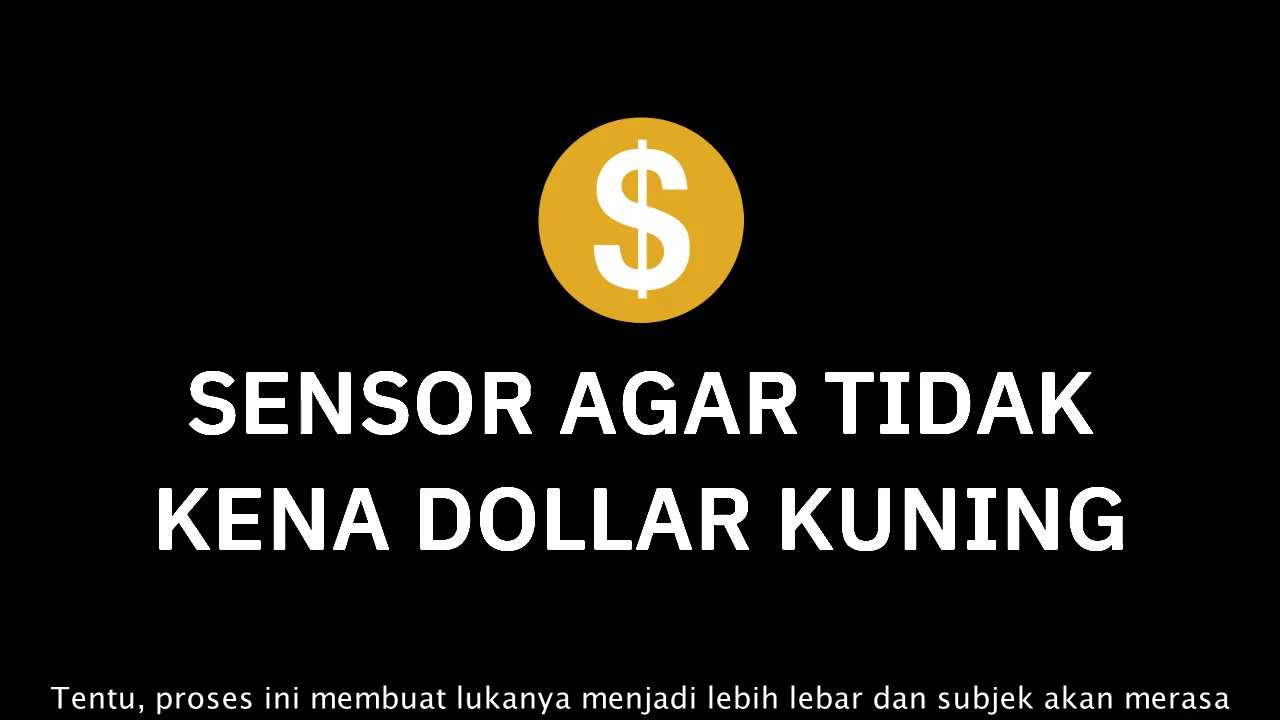 $
SENSOR AGAR TIDAK
KENA DOLLAR KUNING
Tentu, proses ini membuat lukanya menjadi lebih lebar dan subjek akan merasa